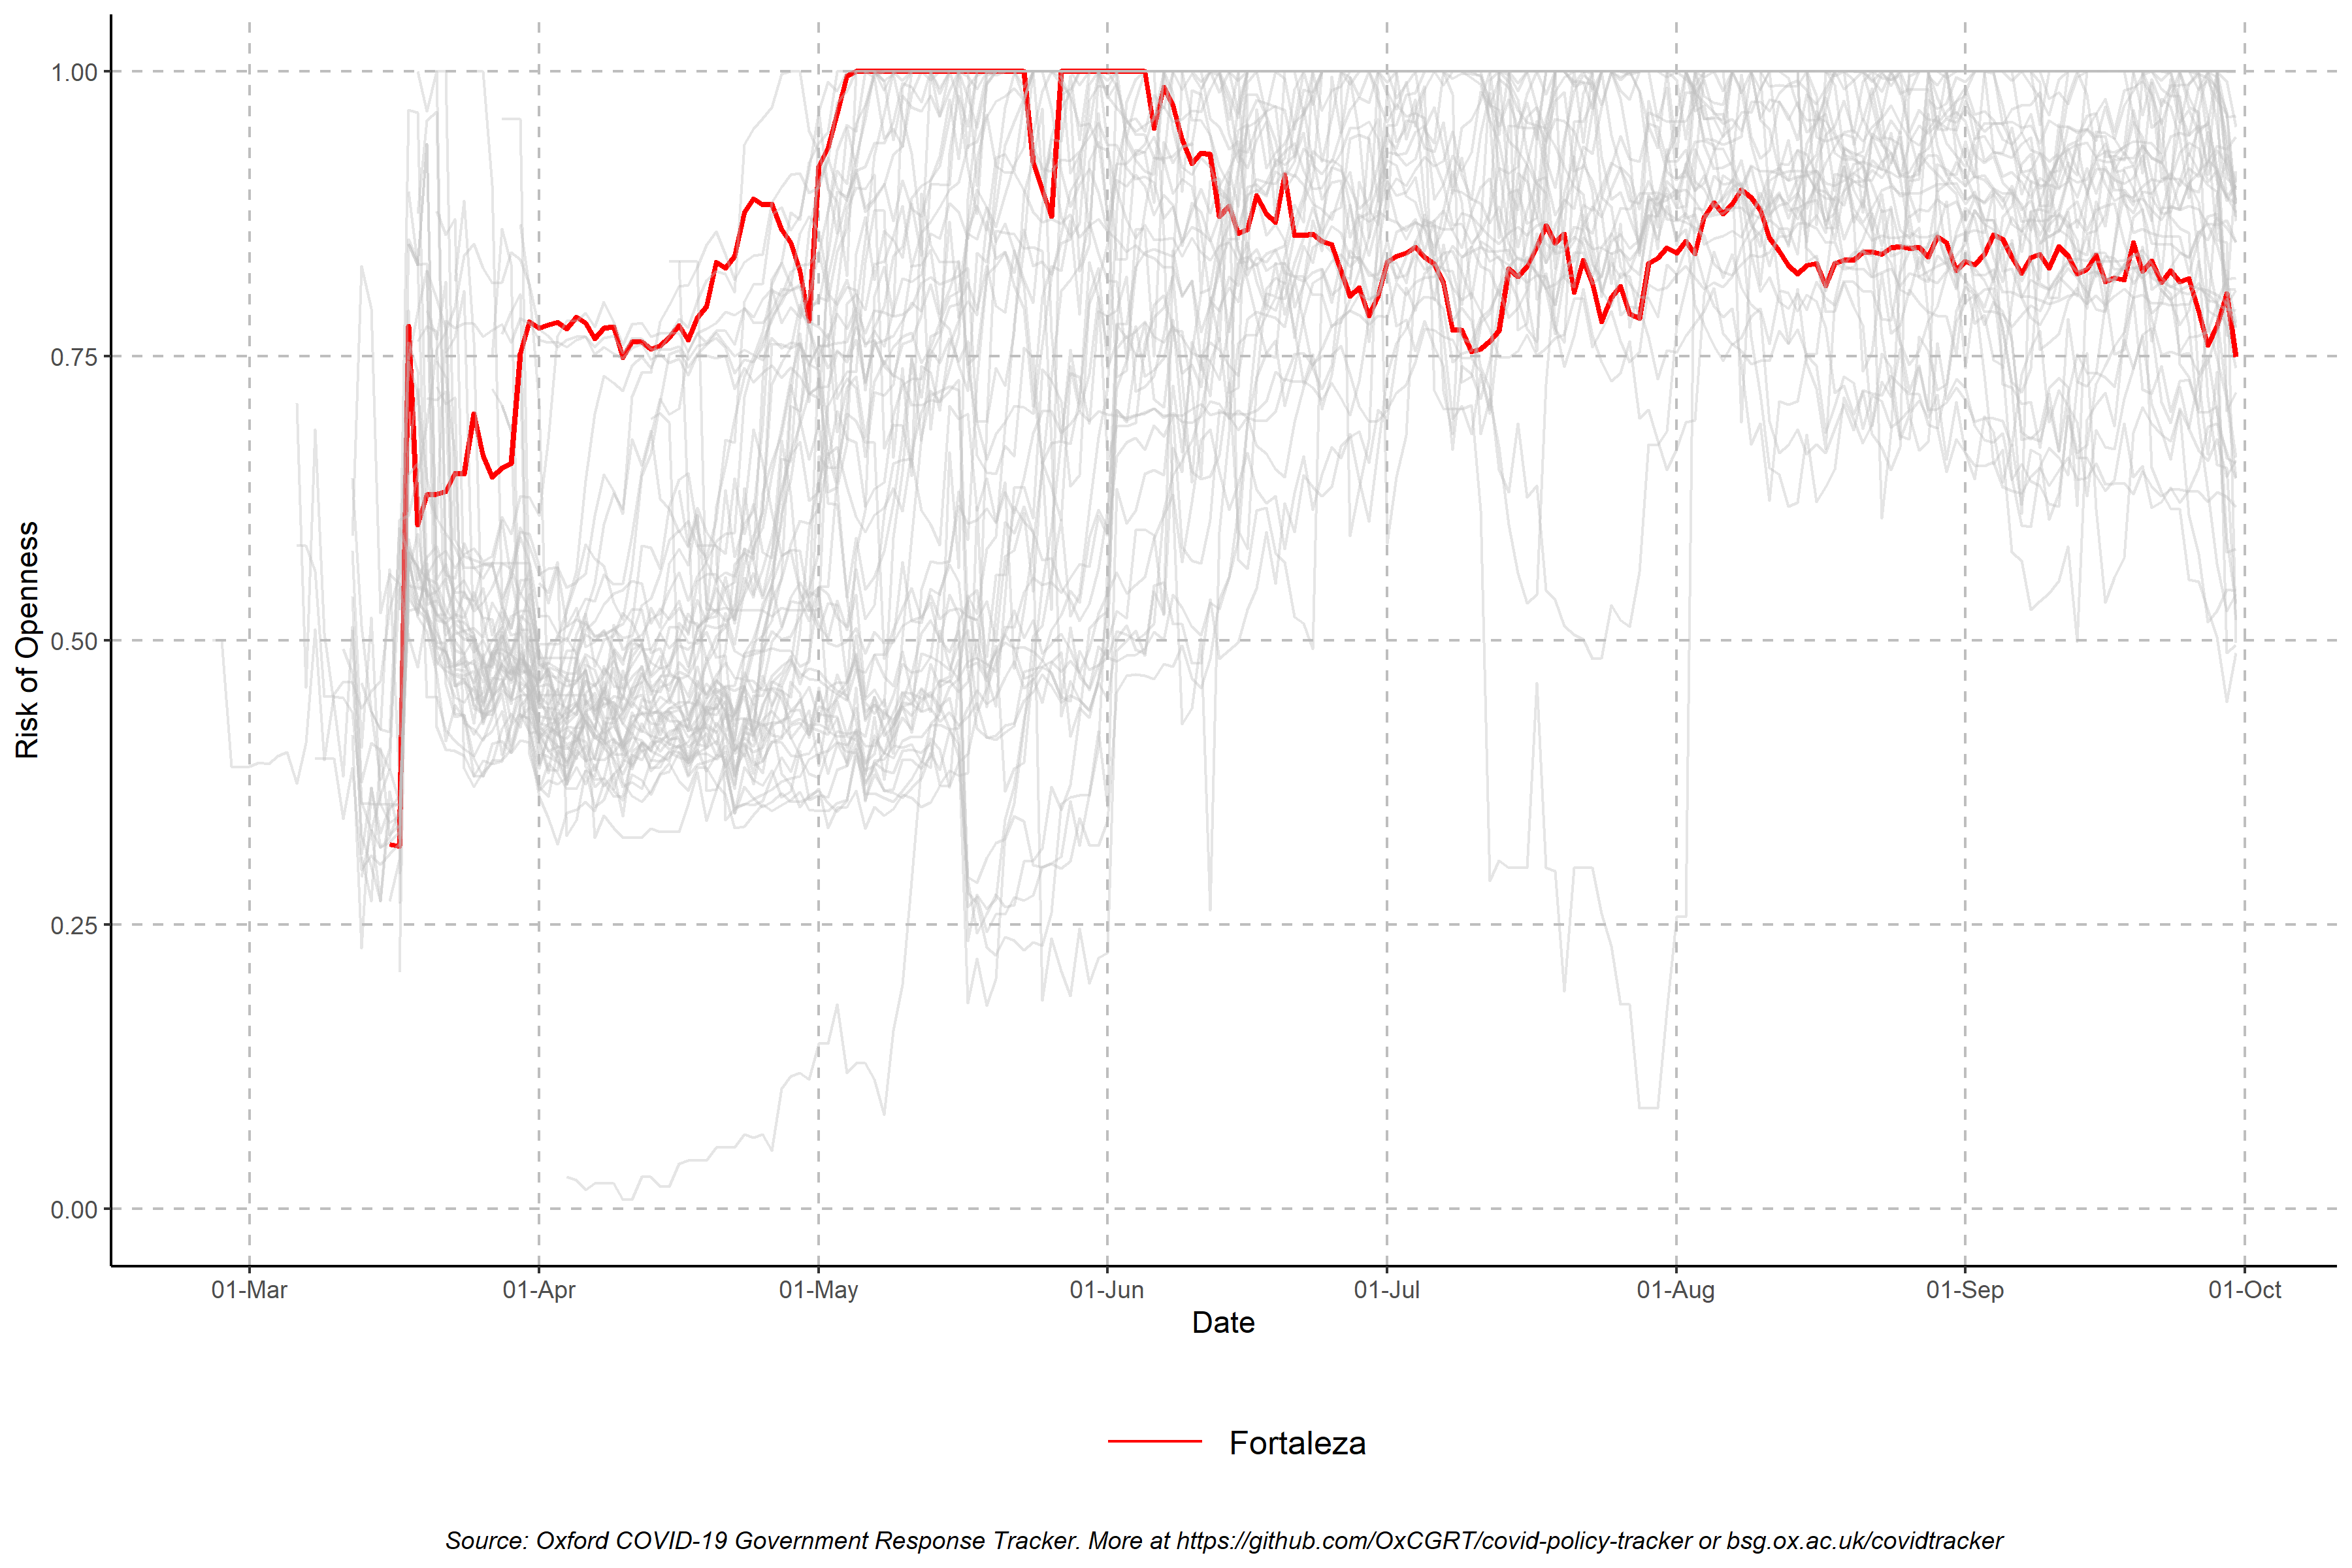 1.00
0.75
0.50
0.25
0.00
Risk of Openness
01-Mar 01-Apr 01-May 01-Jun 01-Jul 01-Aug 01-Sep 01-Oct
Date
Fortaleza
Source: Oxford COVID-19 Government Response Tracker. More at https://github.com/OxCGRT/covid-policy-tracker or bsg.ox.ac.uk/covidtracker